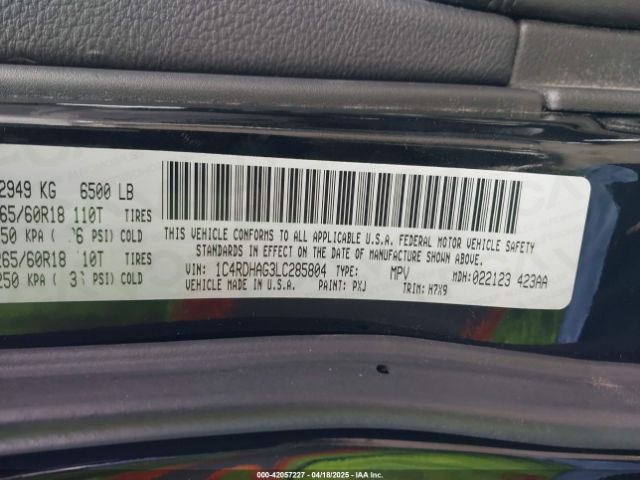 2949 KG 6500 LB
65/60R18 110T TIRES
50 KPA ( 6 PSI) COLD
265/60R18 10T TIRES
250 KPA ( 3 PSI) COLD
THIS VEHICLE CONFORMS TO ALL APPLICABLE U.S.A. FEDERAL MOTOR VEHICLE SAFETY
STANDARDS IN EFFECT ON THE DATE OF MANUFACTURE SHOWN ABOVE.
VIN: 1C4RDHAG3LC285804 TYPE: MPV MDH:022123 423AA
VEHICLE MADE IN U.S.A. PAINT: PXJ TRIM: H7X9
000-42057227 - 04/18/2025 - IAA Inc.